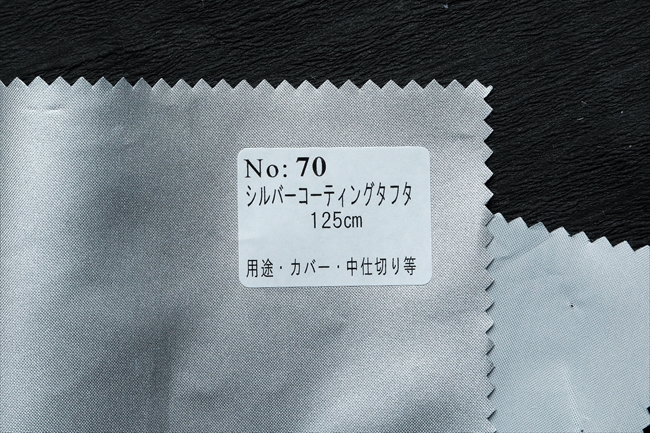 No: 70
シルバーコーティングタフタ
125cm
用途・カバー・中仕切り等